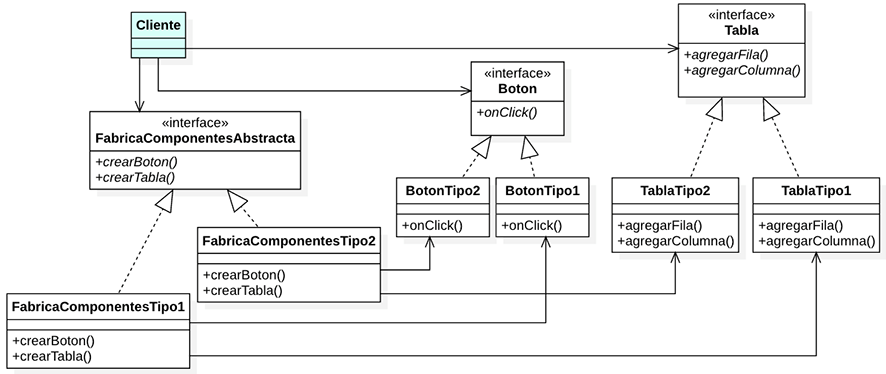 Cliente
«interface»
Tabla
+agregarFila()
+agregarColumna()
«interface»
Boton
+onClick()
«interface»
FabricaComponentesAbstracta
+crearBoton()
+crearTabla()
BotonTipo2
+onClick()
BotonTipo1
+onClick()
TablaTipo2
+agregarFila()
+agregarColumna()
TablaTipo1
+agregarFila()
+agregarColumna()
FabricaComponentesTipo2
+crearBoton()
+crearTabla()
FabricaComponentesTipo1
+crearBoton()
+crearTabla()